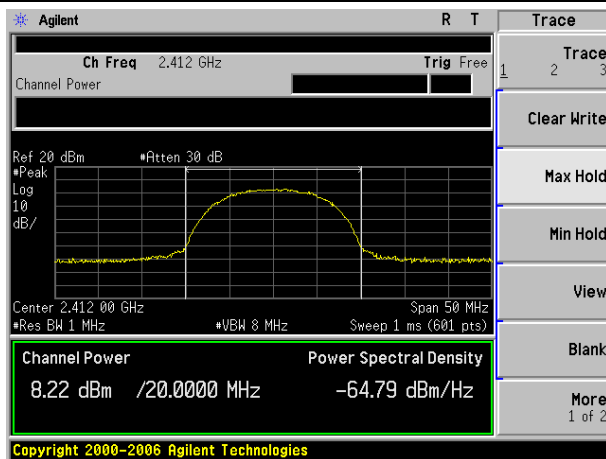 Agilent R T Trace
Ch Freq 2.412 GHz Trig Free
Channel Power
Trace
1 2 3
Clear Write
Max Hold
Min Hold
View
Blank
More
1 of 2
Ref 20 dBm #Atten 30 dB
#Peak
Log
10
dB/
Center 2.412 00 GHz Span 50 MHz
#Res BW 1 MHz #VBW 8 MHz Sweep 1 ms (601 pts)
Channel Power Power Spectral Density
8.22 dBm /20.0000 MHz -64.79 dBm/Hz
Copyright 2000-2006 Agilent Technologies